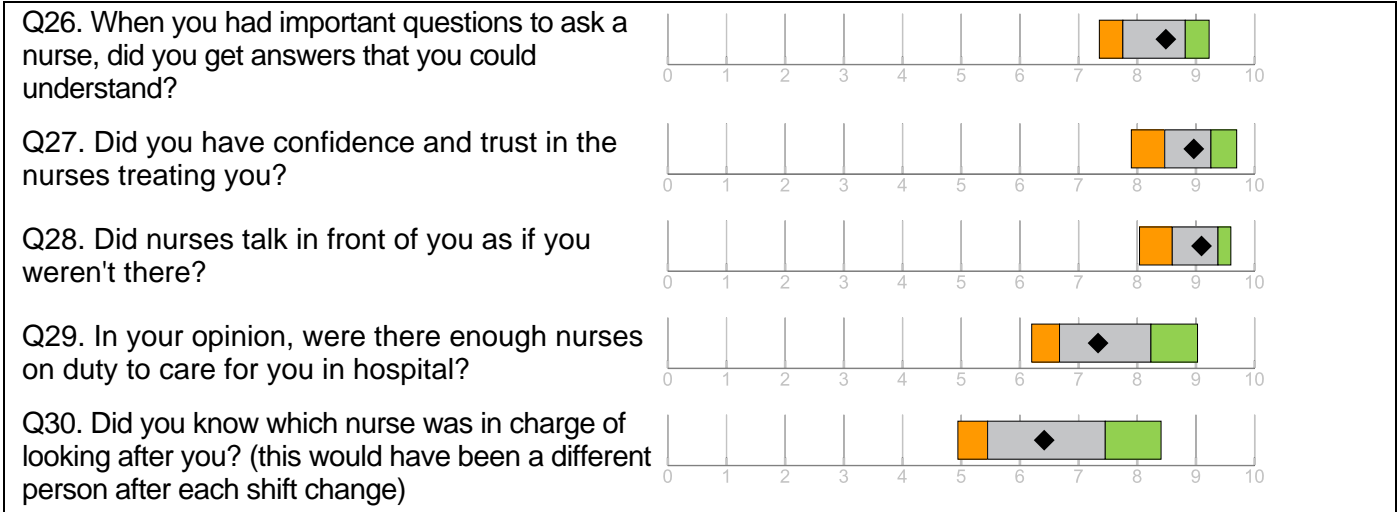 Q26. When you had important questions to ask a
nurse, did you get answers that you could
understand?
0 1 2 3 4 5 6 7 8 9 10
Q27. Did you have confidence and trust in the
nurses treating you?
0 1 2 3 4 5 6 7 8 9 10
Q28. Did nurses talk in front of you as if you
weren't there?
0 1 2 3 4 5 6 7 8 9 10
Q29. In your opinion, were there enough nurses
on duty to care for you in hospital?
0 1 2 3 4 5 6 7 8 9 10
Q30. Did you know which nurse was in charge of
looking after you? (this would have been a different
person after each shift change)
0 1 2 3 4 5 6 7 8 9 10